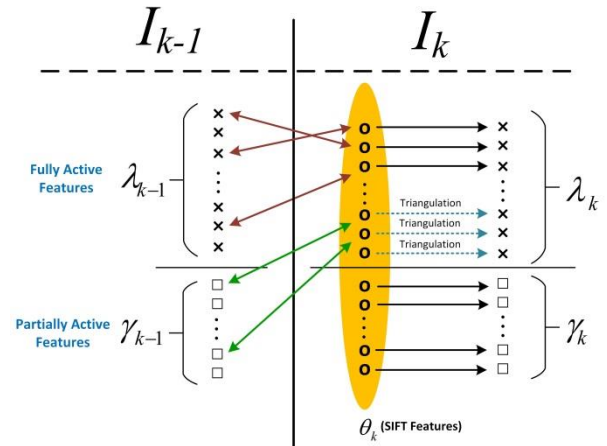 I_{k-1} I_k
Fully Active
Features
λ_{k-1}
λ_k
Triangulation
Triangulation
Triangulation
Partially Active
Features
γ_{k-1}
γ_k
θ_k (SIFT Features)